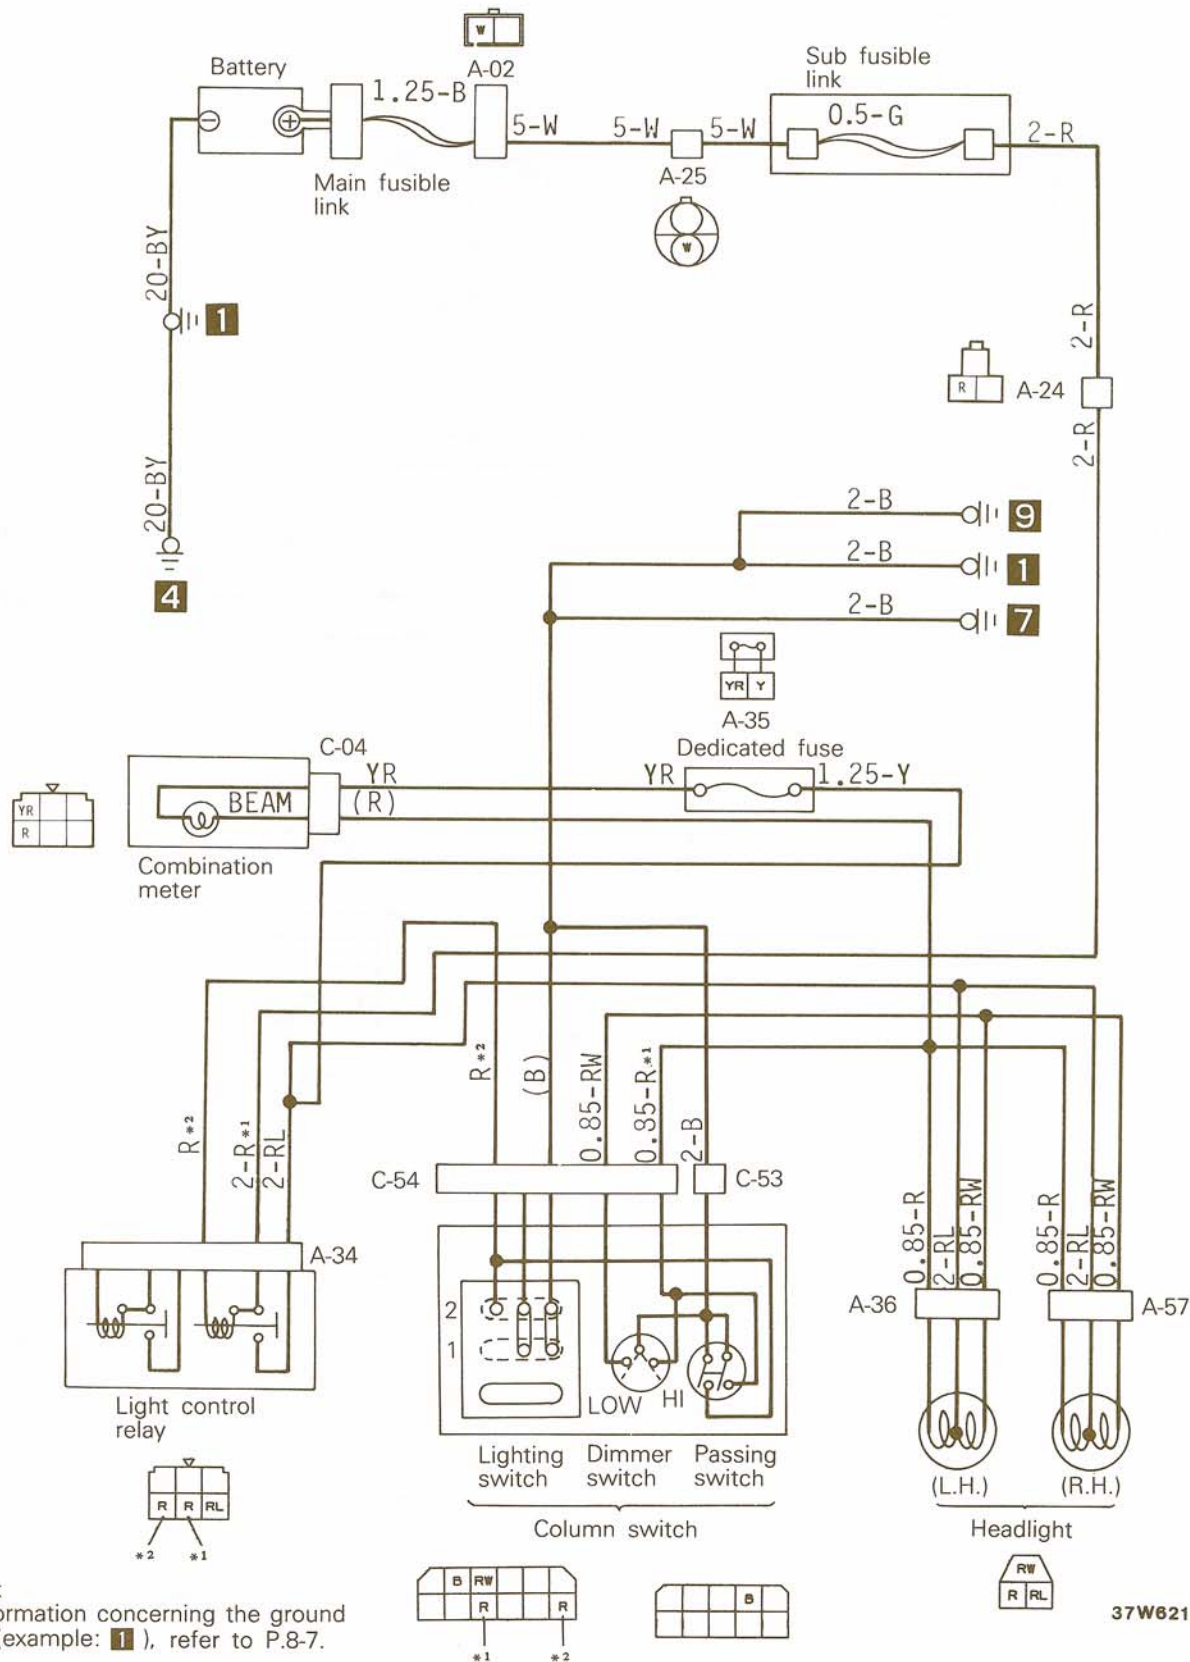 W
A-02
Battery
1.25-B
5-W
5-W
5-W
Sub fusible
link
0.5-G
2-R
Main fusible
link
A-25
W
20-BY
1
2-R
R
A-24
2-R
20-BY
4
2-B
9
2-B
1
2-B
7
YR Y
A-35
Dedicated fuse
C-04
YR
(R)
YR
1.25-Y
BEAM
YR
R
Combination
meter
R*2
(B)
0.85-RW
0.85-R*1
2-B
R*2
2-R*1
2-RL
C-54
C-53
0.85-R
2-RL
0.85-RW
0.85-R
2-RL
0.85-RW
A-34
A-36
A-57
2
1
LOW
HI
Light control
relay
Lighting
switch
Dimmer
switch
Passing
switch
(L.H.)
(R.H.)
Column switch
Headlight
R R RL
*2 *1
B RW
R R
*1 *2
B
RW
R RL
ormation concerning the ground
(example: 1 ), refer to P.8-7.
37W621